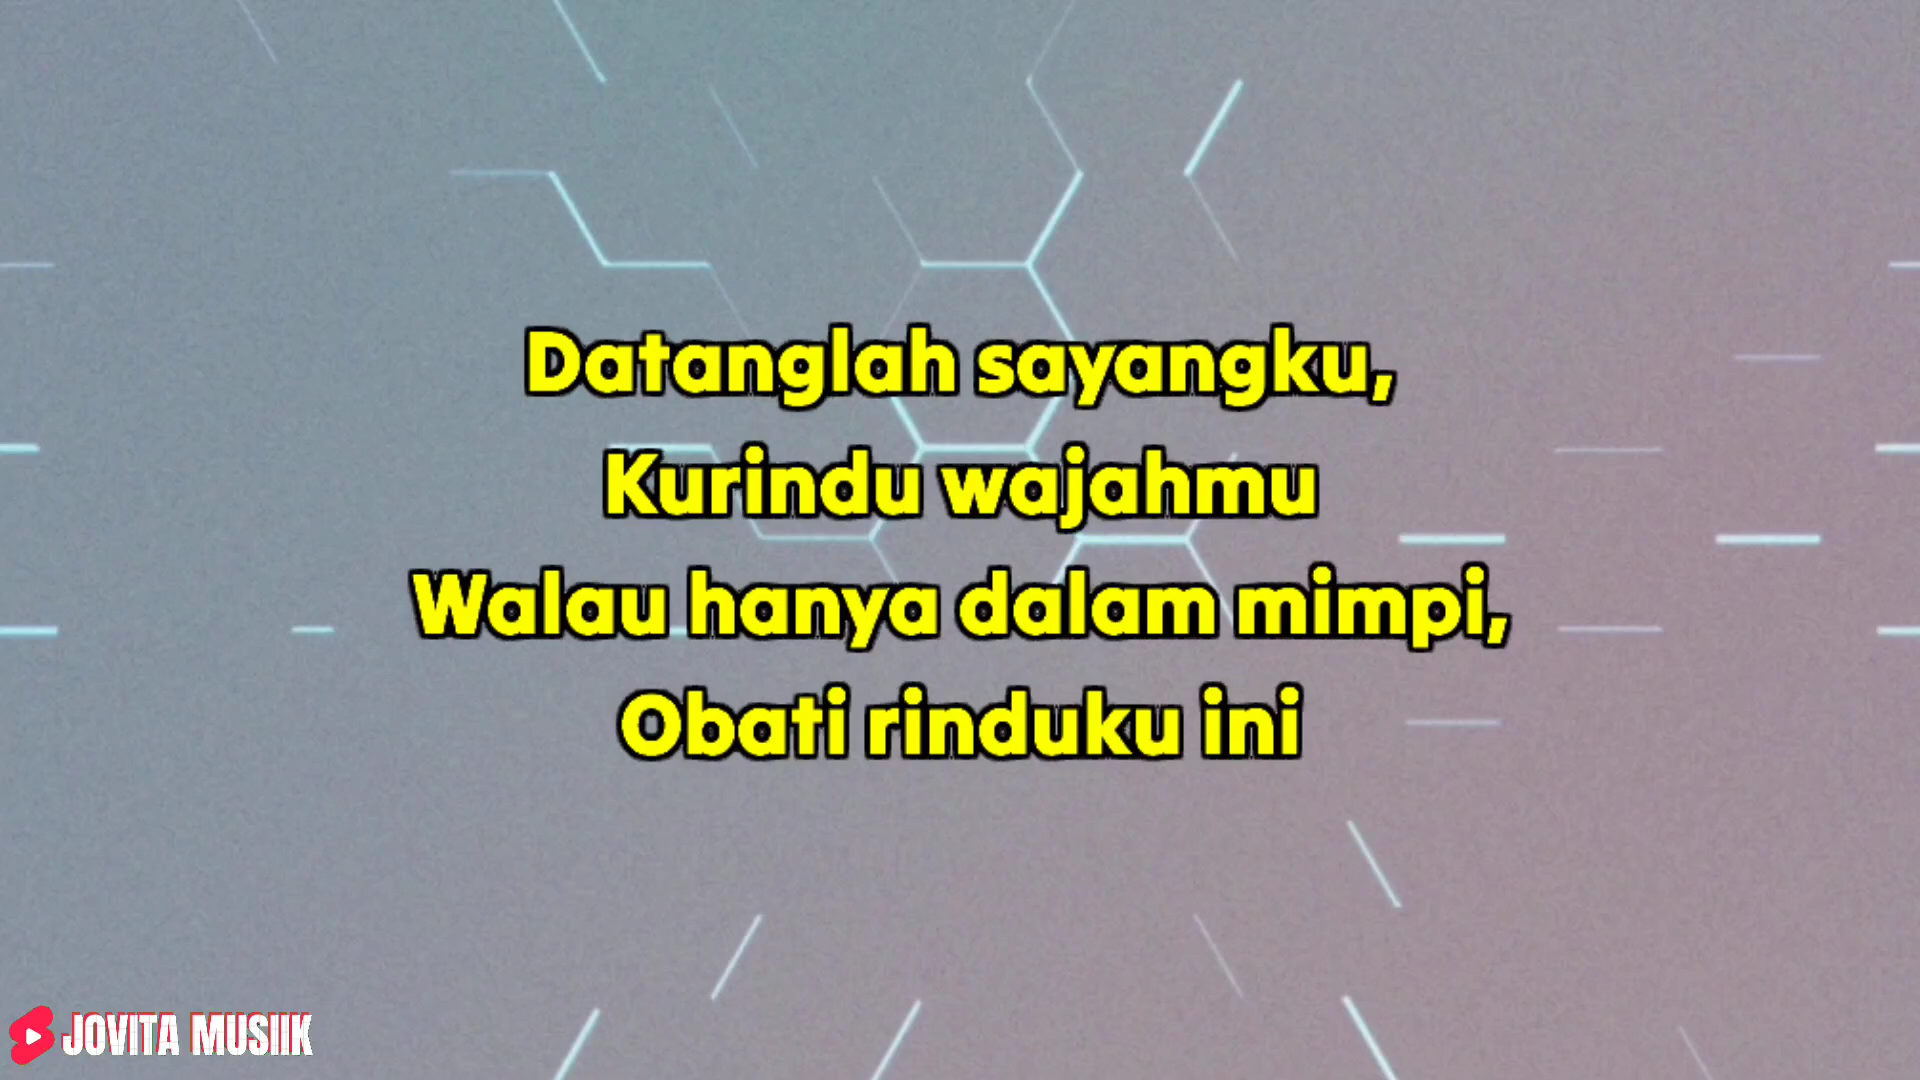 Datanglah sayangku,
Kurindu wajahmu
Walau hanya dalam mimpi,
Obati rinduku ini
JOVITA MUSIIK